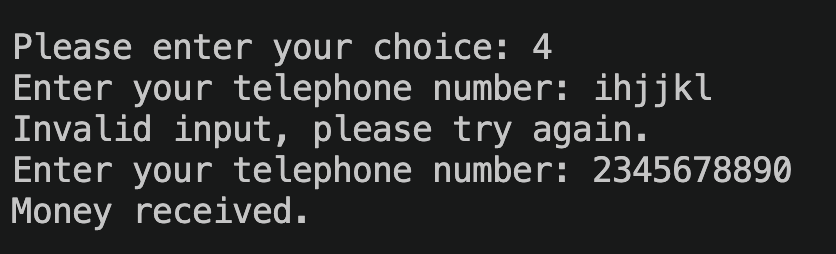 Please enter your choice: 4
Enter your telephone number: ihjjkl
Invalid input, please try again.
Enter your telephone number: 2345678890
Money received.